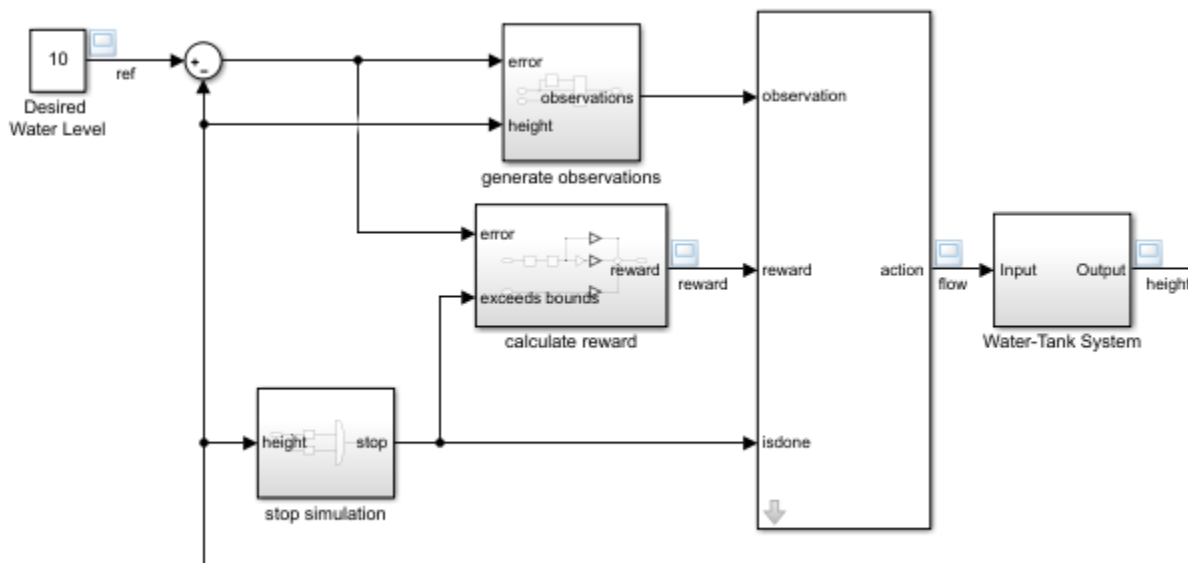 10
ref
Desired
Water Level
+
-
error
observations
height
generate observations
error
reward
exceeds bounds
calculate reward
reward
height
stop
stop simulation
observation
reward
action
isdone
flow
Input
Output
Water-Tank System
height